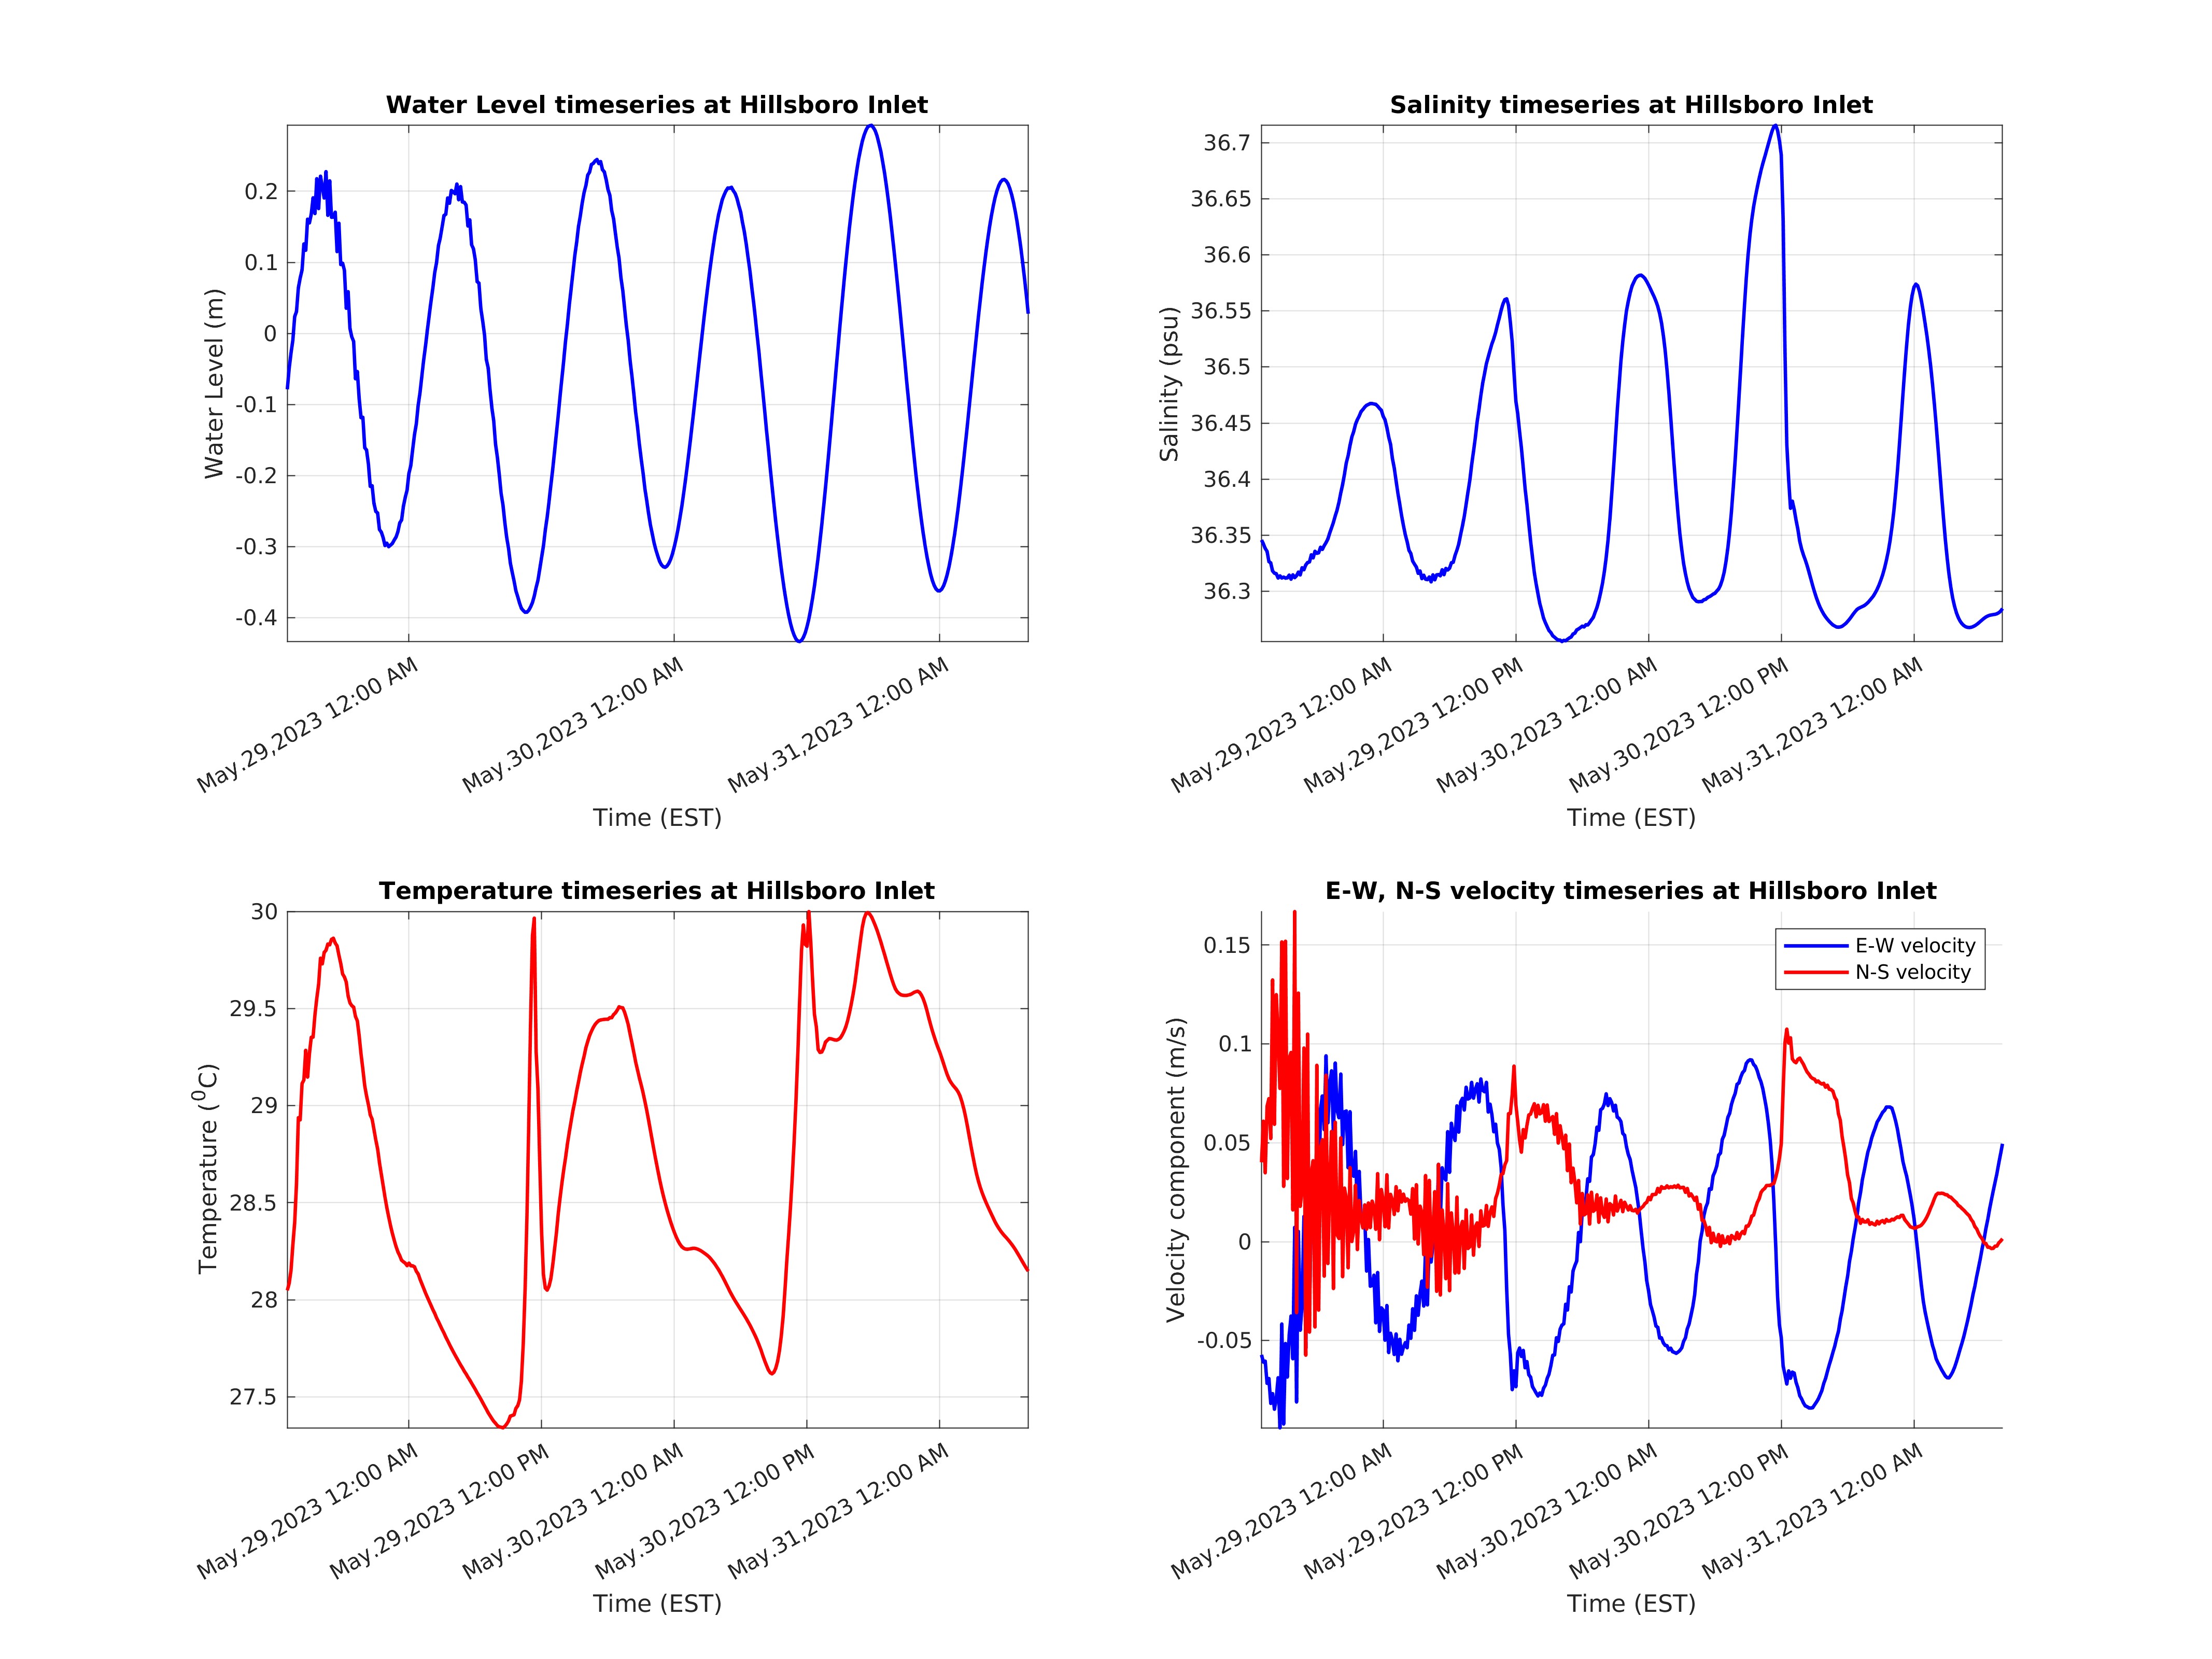 Water Level timeseries at Hillsboro Inlet
0.2
0.1
0
-0.1
-0.2
-0.3
-0.4
Water Level (m)
May.29,2023 12:00 AM
May.30,2023 12:00 AM
May.31,2023 12:00 AM
Time (EST)
Salinity timeseries at Hillsboro Inlet
36.7
36.65
36.6
36.55
36.5
36.45
36.4
36.35
36.3
Salinity (psu)
May.29,2023 12:00 AM
May.29,2023 12:00 PM
May.30,2023 12:00 AM
May.30,2023 12:00 PM
May.31,2023 12:00 AM
Time (EST)
Temperature timeseries at Hillsboro Inlet
30
29.5
29
28.5
28
27.5
Temperature (⁰C)
May.29,2023 12:00 AM
May.29,2023 12:00 PM
May.30,2023 12:00 AM
May.30,2023 12:00 PM
May.31,2023 12:00 AM
Time (EST)
E-W, N-S velocity timeseries at Hillsboro Inlet
E-W velocity
N-S velocity
0.15
0.1
0.05
0
-0.05
Velocity component (m/s)
May.29,2023 12:00 AM
May.29,2023 12:00 PM
May.30,2023 12:00 AM
May.30,2023 12:00 PM
May.31,2023 12:00 AM
Time (EST)